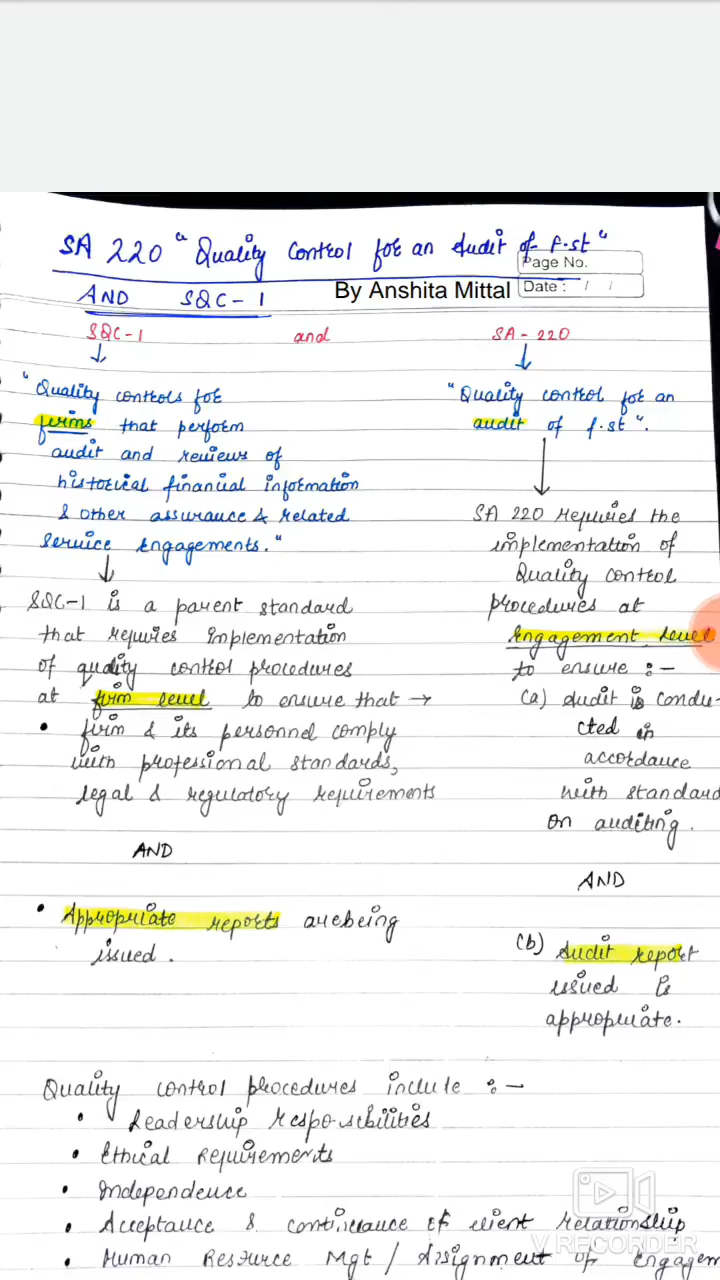 SA 220 "Quality Control for an Audit of f.st"
Page No.
AND SQC-1
By Anshita Mittal
Date : / /
SQC-1 and SA-220
"Quality controls for
firms that perform
audit and reviews of
historical financial information
& other assurance & related
service engagements."
SQC-1 is a parent standard
that requires implementation
of quality control procedures
at firm level to ensure that →
• firm & its personnel comply
with professional standards,
legal & regulatory requirements
AND
• Appropriate reports are being
issued.
"Quality control for an
audit of f.st".
SA 220 requires the
implementation of
Quality control
procedures at
engagement level
to ensure :-
(a) Audit is condu-
cted in
accordance
with standard
on auditing.
AND
(b) Audit report
issued is
appropriate.
Quality control procedures include :-
• Leadership responsibilities
• Ethical Requirements
• Independence
• Acceptance & continuance of client relationship
• Human Resource Mgt / Assignment of Engagem
V RECORDER